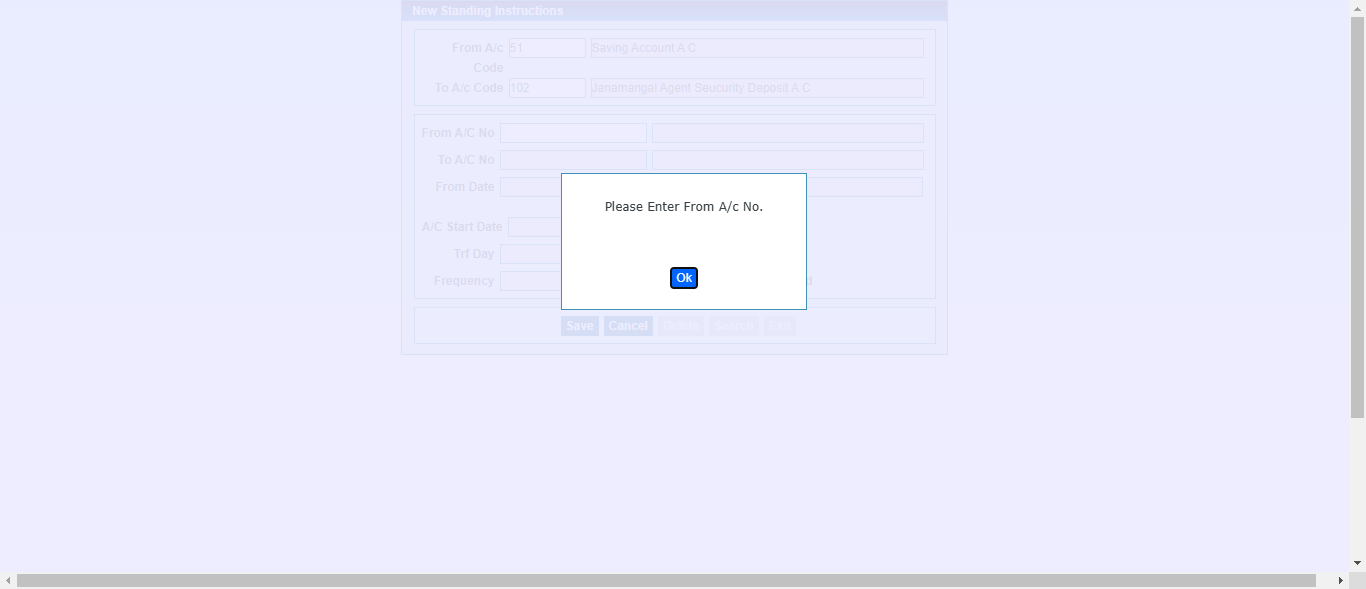 New Standing Instructions
From A/c Code 51 Saving Account A C
To A/c Code 102 Janamangal Agent Seucurity Deposit A C
From A/C No
To A/C No
From Date
Please Enter From A/c No.
A/C Start Date
Trf Day
Ok
Frequency
Save Cancel Delete Search Exit